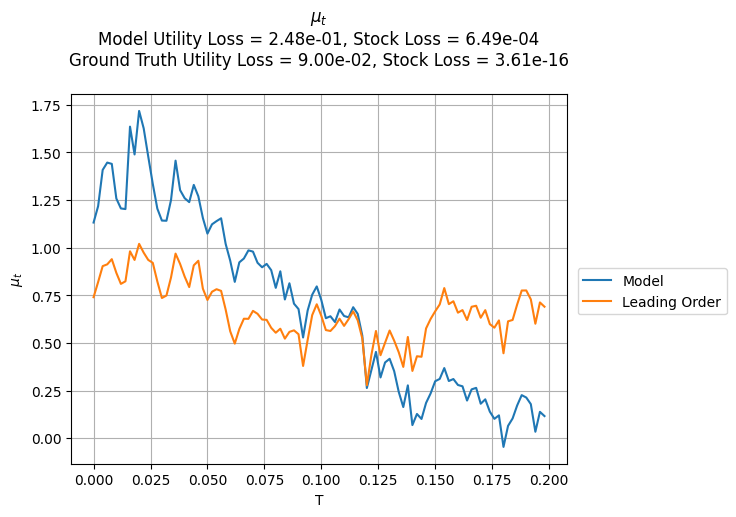 μt
Model Utility Loss = 2.48e-01, Stock Loss = 6.49e-04
Ground Truth Utility Loss = 9.00e-02, Stock Loss = 3.61e-16
1.75
1.50
1.25
1.00
0.75
0.50
0.25
0.00
μt
0.000 0.025 0.050 0.075 0.100 0.125 0.150 0.175 0.200
T
Model
Leading Order